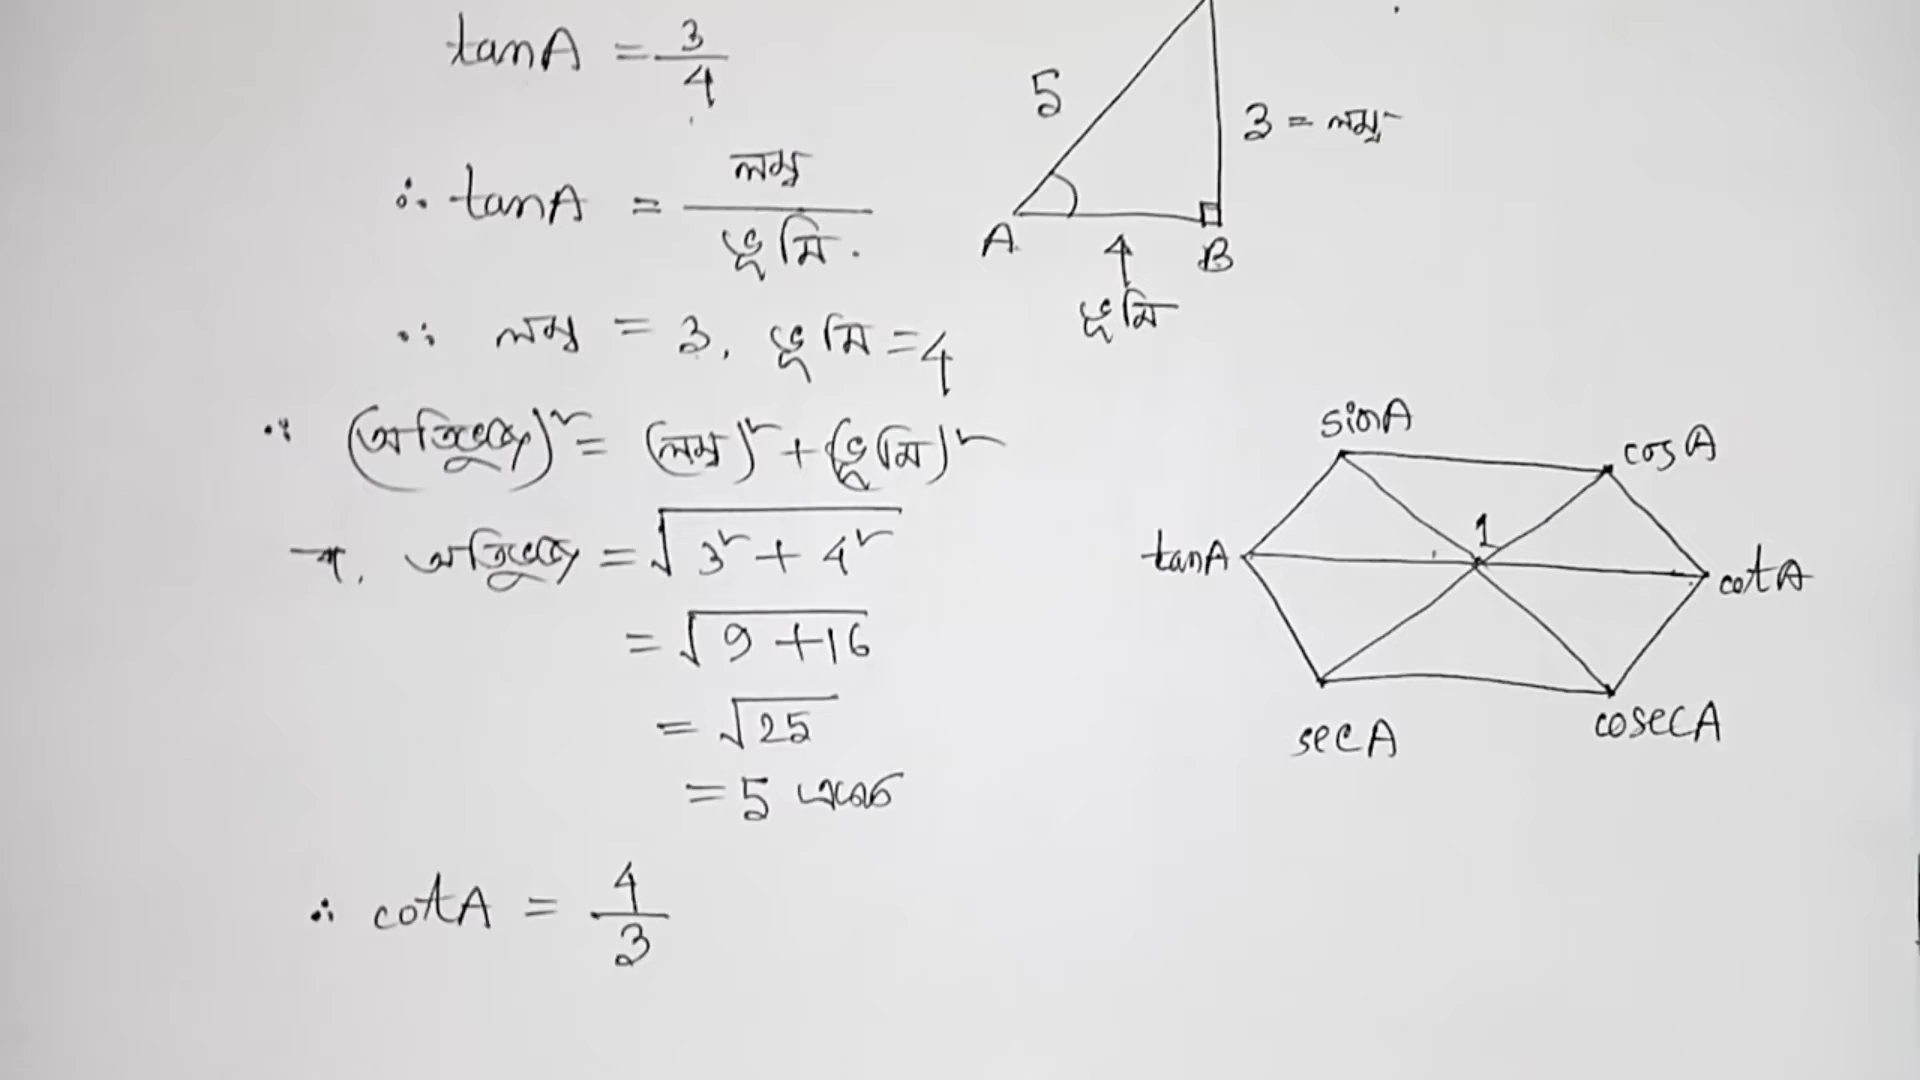 tanA = 3/4
∴ tanA = লম্ব/ভূমি.
∴ লম্ব = 3, ভূমি = 4
∴ (অতিভুজ)² = (লম্ব)² + (ভূমি)²
বা, অতিভুজ = √(3² + 4²)
= √(9 + 16)
= √25
= 5 একক
∴ cotA = 4/3
5
3 = লম্ব
A
4
B
ভূমি
sinA
cosA
1
tanA
cotA
secA
cosecA